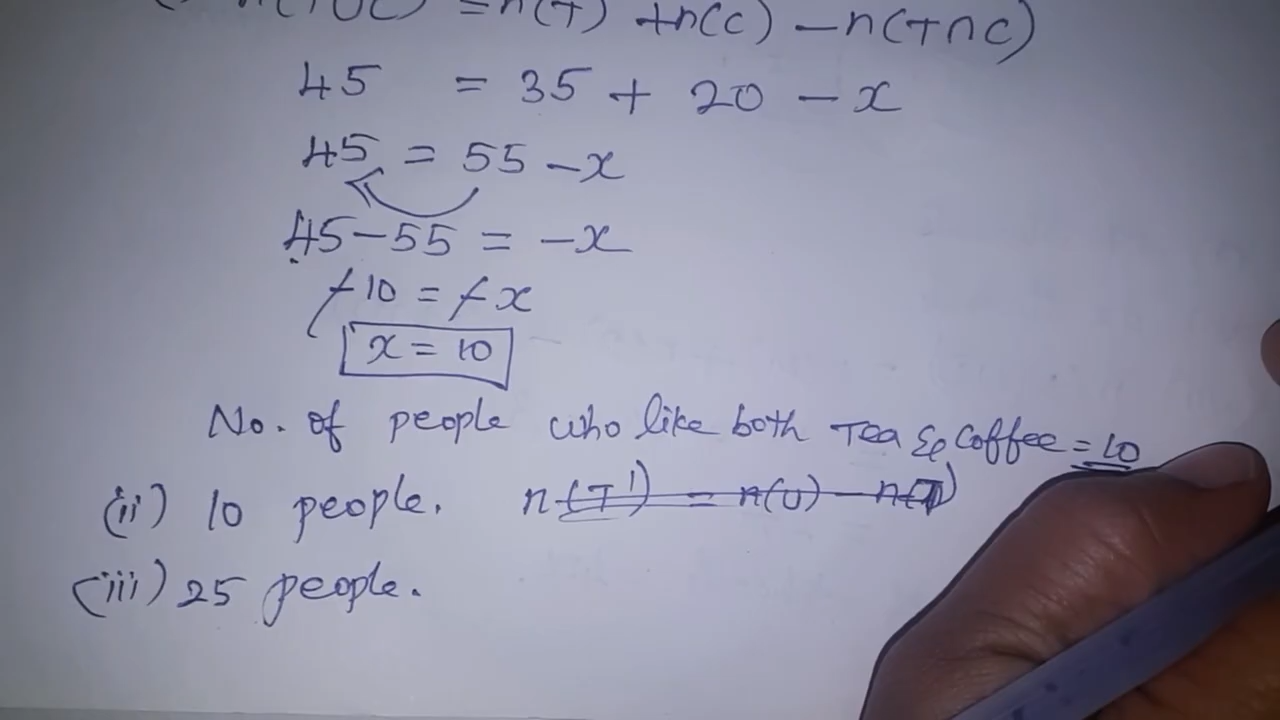 n(TUC) = n(T) + n(C) - n(T∩C)
45 = 35 + 20 - x
45 = 55 - x
45-55 = -x
-10 = -x
x = 10
No. of people who like both Tea & Coffee = 10
(ii) 10 people. n(T') = n(U) - n(T)
(iii) 25 people.